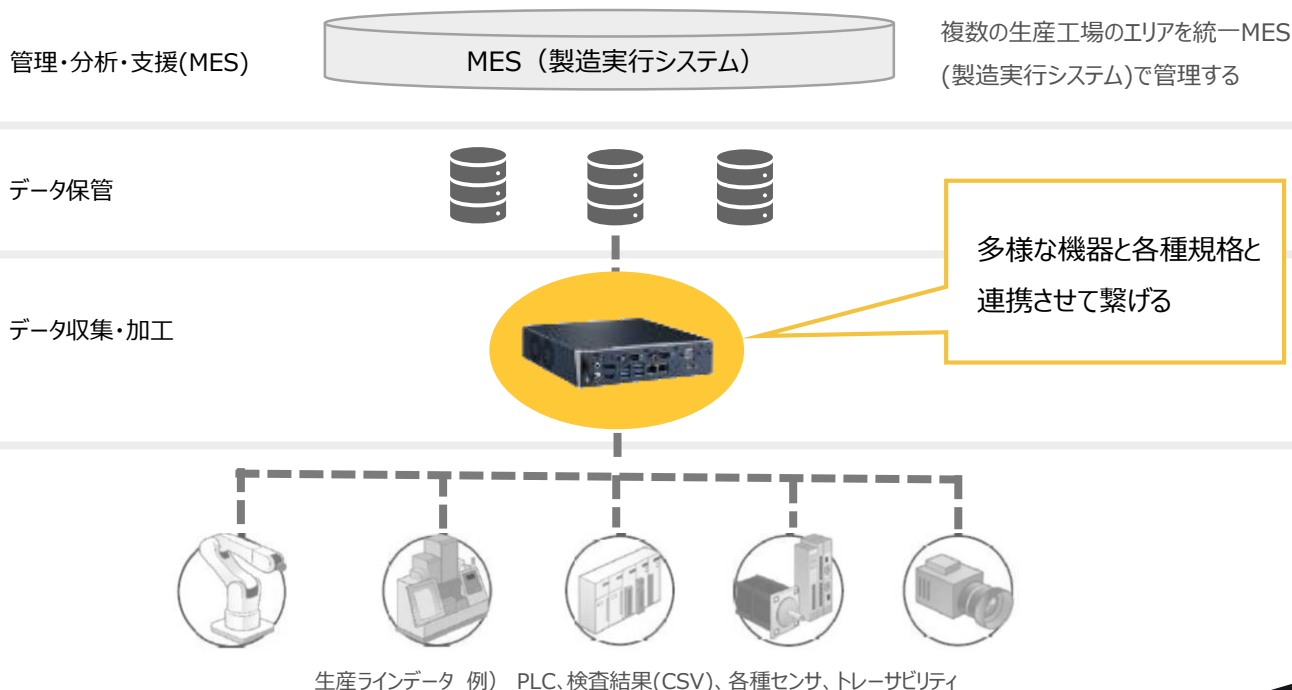 管理・分析・支援(MES)
MES（製造実行システム）
複数の生産工場のエリアを統一MES
(製造実行システム)で管理する
データ保管
多様な機器と各種規格と
連携させて繋げる
データ収集・加工
生産ラインデータ 例） PLC、検査結果(CSV)、各種センサ、トレーサビリティ